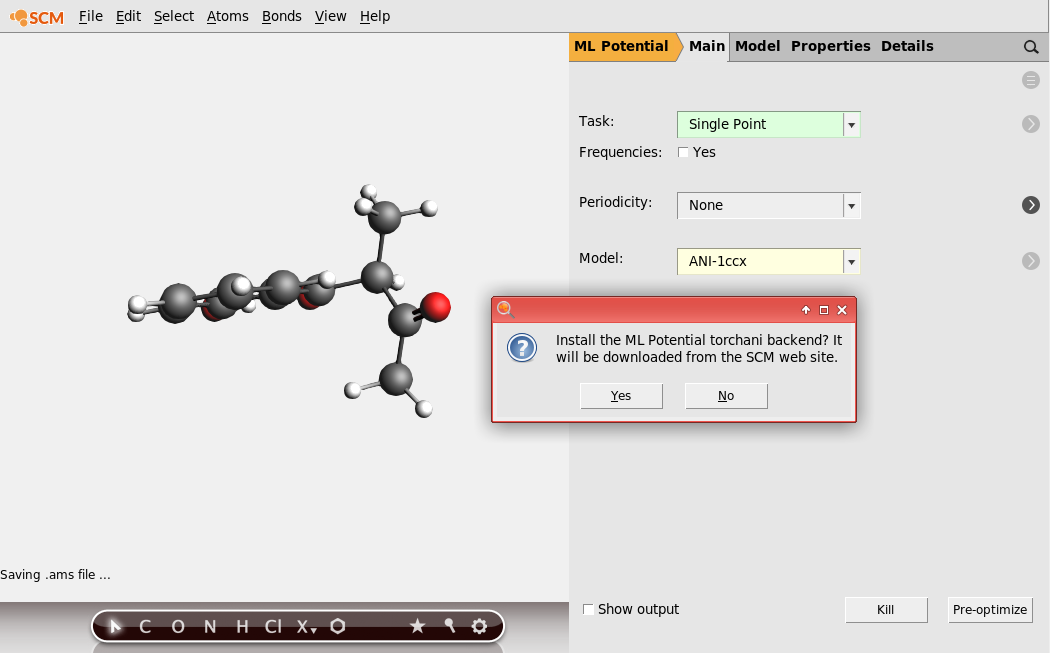 SCM File Edit Select Atoms Bonds View Help
ML Potential Main Model Properties Details
Task: Single Point
Frequencies: Yes
Periodicity: None
Model: ANI-1ccx
? Install the ML Potential torchani backend? It
will be downloaded from the SCM web site.
Yes No
Saving .ams file ...
Show output Kill Pre-optimize
C O N H Cl X